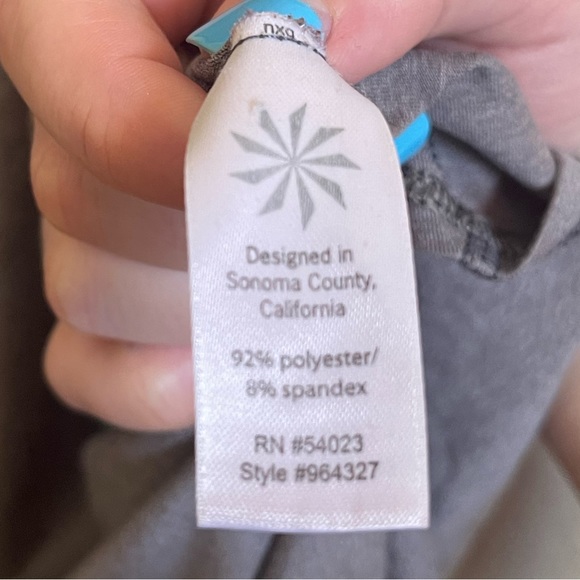 Designed in
Sonoma County,
California
92% polyester/
8% spandex
RN #54023
Style #964327